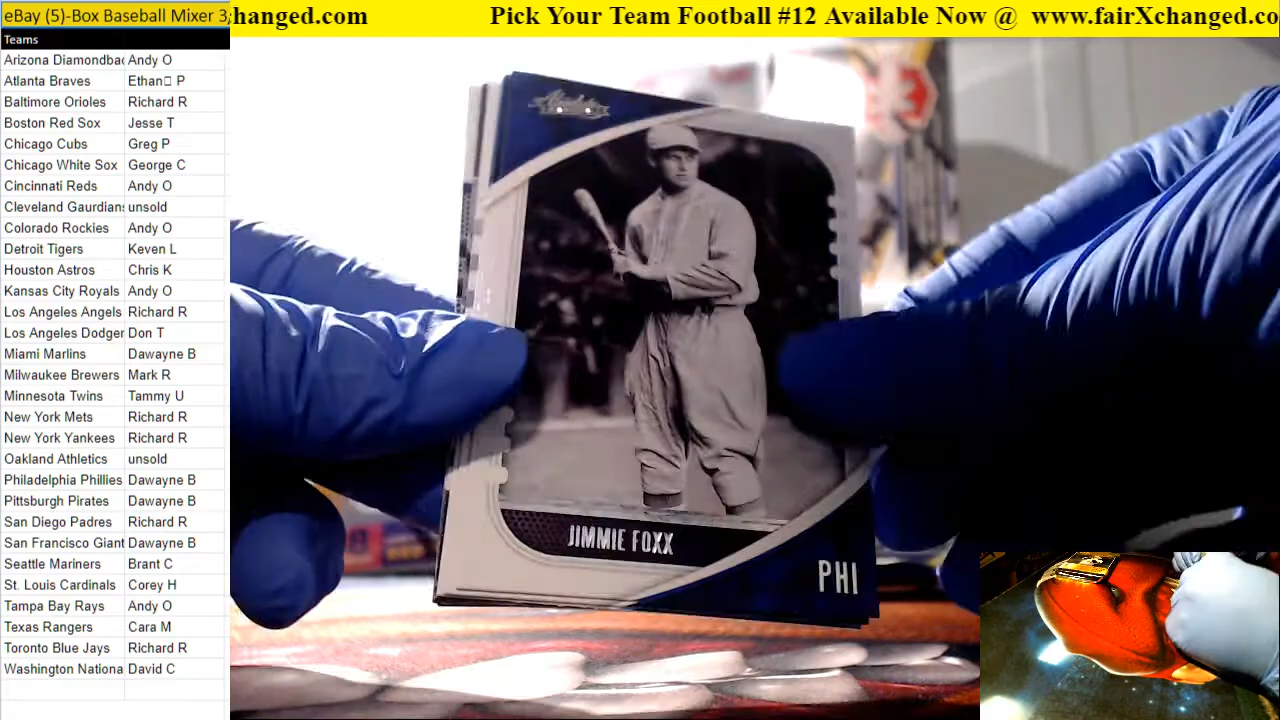 eBay (5)-Box Baseball Mixer 3
hanged.com Pick Your Team Football #12 Available Now @ www.fairXchanged.co
Teams
Arizona Diamondbac Andy O
Atlanta Braves Ethan□ P
Baltimore Orioles Richard R
Boston Red Sox Jesse T
Chicago Cubs Greg P
Chicago White Sox George C
Cincinnati Reds Andy O
Cleveland Gaurdians unsold
Colorado Rockies Andy O
Detroit Tigers Keven L
Houston Astros Chris K
Kansas City Royals Andy O
Los Angeles Angels Richard R
Los Angeles Dodger Don T
Miami Marlins Dawayne B
Milwaukee Brewers Mark R
Minnesota Twins Tammy U
New York Mets Richard R
New York Yankees Richard R
Oakland Athletics unsold
Philadelphia Phillies Dawayne B
Pittsburgh Pirates Dawayne B
San Diego Padres Richard R
San Francisco Giant Dawayne B
Seattle Mariners Brant C
St. Louis Cardinals Corey H
Tampa Bay Rays Andy O
Texas Rangers Cara M
Toronto Blue Jays Richard R
Washington Nationa David C
Absolute
JIMMIE FOXX
PHI